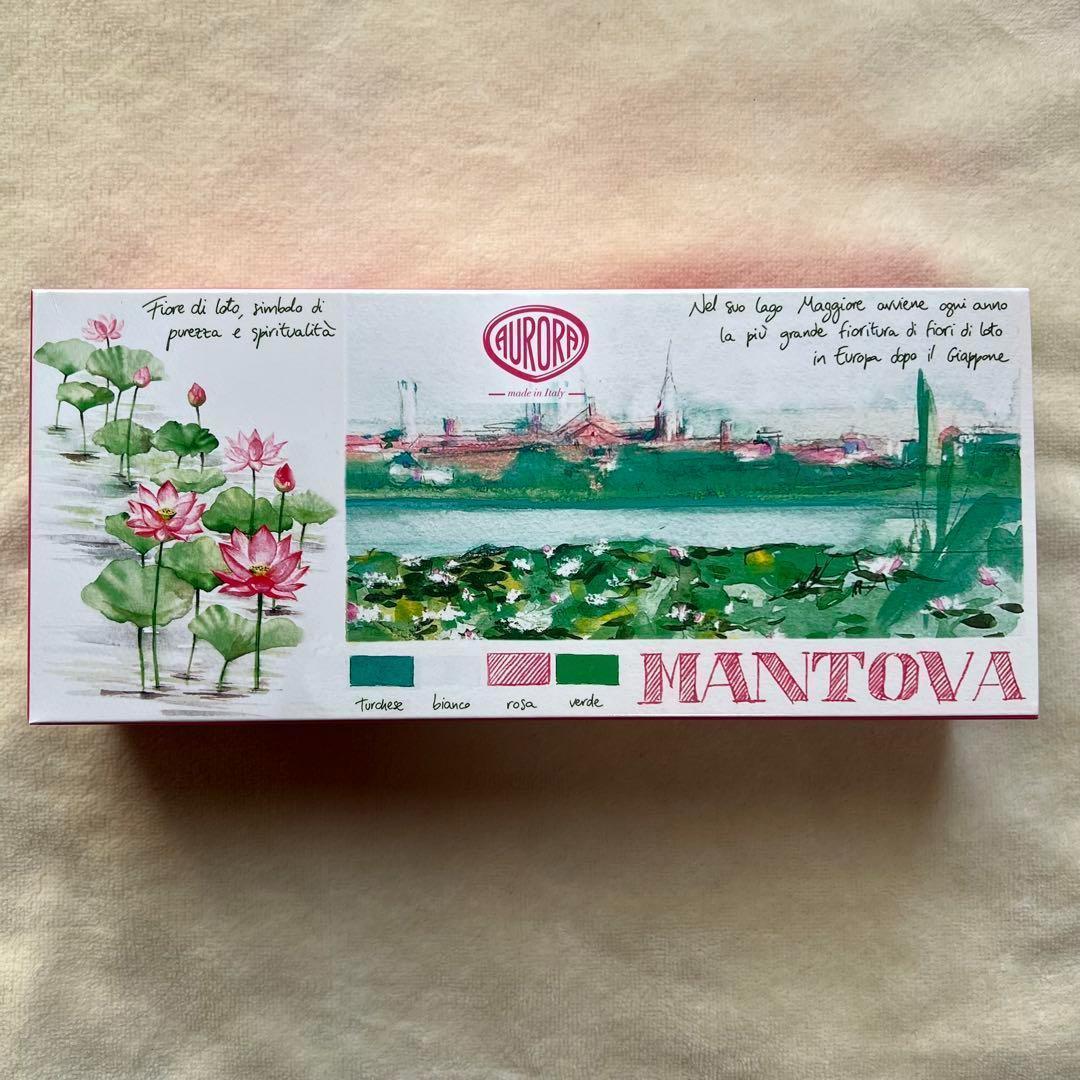 Fiore di loto, simbolo di
purezza e spiritualità
AURORA
made in Italy
Nel suo lago Maggiore avviene ogni anno
la più grande fioritura di fiori di loto
in Europa dopo il Giappone
turchese bianco rosa verde
MANTOVA